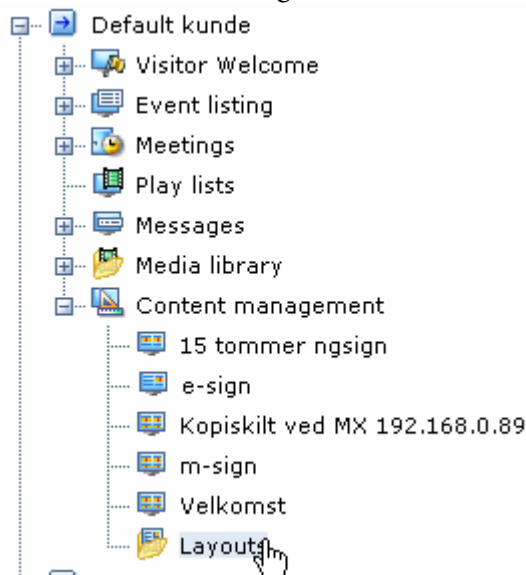 Default kunde
Visitor Welcome
Event listing
Meetings
Play lists
Messages
Media library
Content management
15 tommer ngsign
e-sign
Kopiskilt ved MX 192.168.0.89
m-sign
Velkomst
Layouts